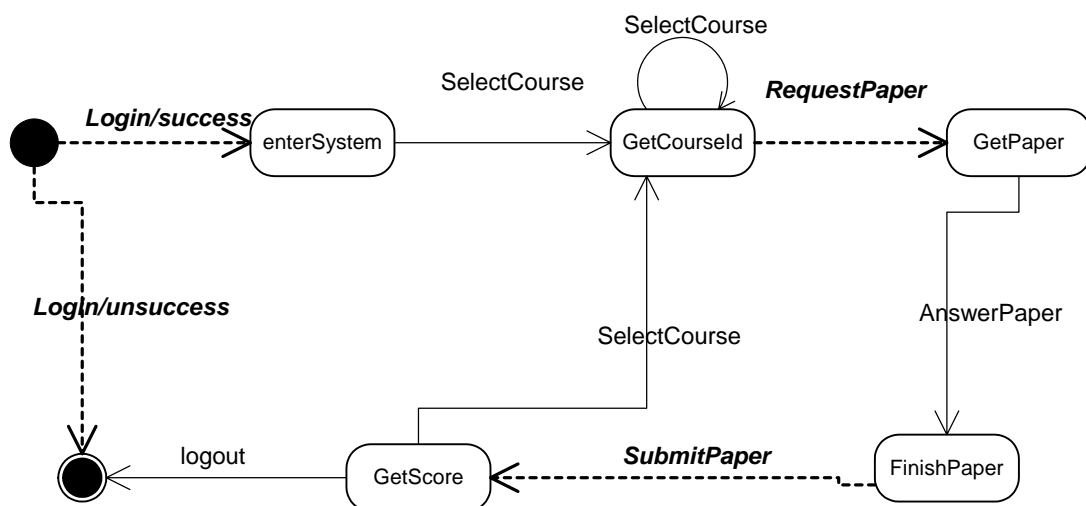 SelectCourse
SelectCourse
RequestPaper
Login/success
enterSystem
GetCourseId
GetPaper
Login/unsuccess
AnswerPaper
SelectCourse
logout
SubmitPaper
GetScore
FinishPaper